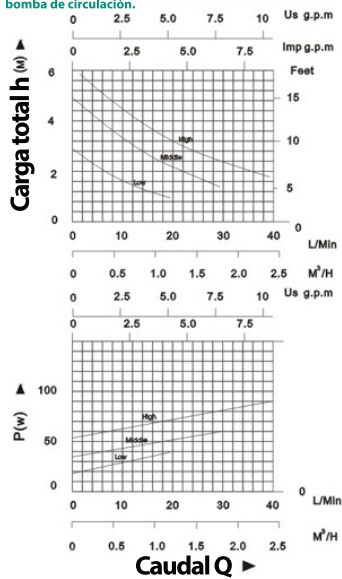 bomba de circulación.
0 2.5 5.0 7.5 10 Us g.p.m
0 2.5 5.0 7.5 Imp g.p.m
6 Feet
15
4
10
High
Middle
2
Low
5
0 0
0 10 20 30 40 L/Min
0 0.5 1.0 1.5 2.0 2.5 M³/H
Carga total h (M) ▲
0 2.5 5.0 7.5 10 Us g.p.m
0 2.5 5.0 7.5
100
High
50
Middle
Low
0 0
0 10 20 30 40 L/Min
0 0.5 1.0 1.5 2.0 2.5 M³/H
P(w) ▲
Caudal Q ►